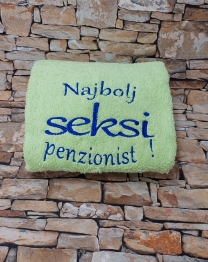 Najbolj
seksi
penzionist !